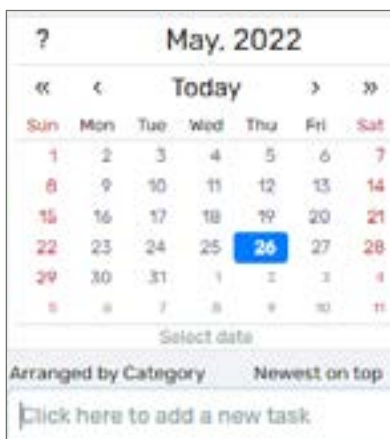 ? May. 2022
« ‹ Today › »
Sun Mon Tue Wed Thu Fri Sat
1 2 3 4 5 6 7
8 9 10 11 12 13 14
15 16 17 18 19 20 21
22 23 24 25 26 27 28
29 30 31 1 2 3 4
5 6 7 8 9 10 11
Select date
Arranged by Category Newest on top
Click here to add a new task